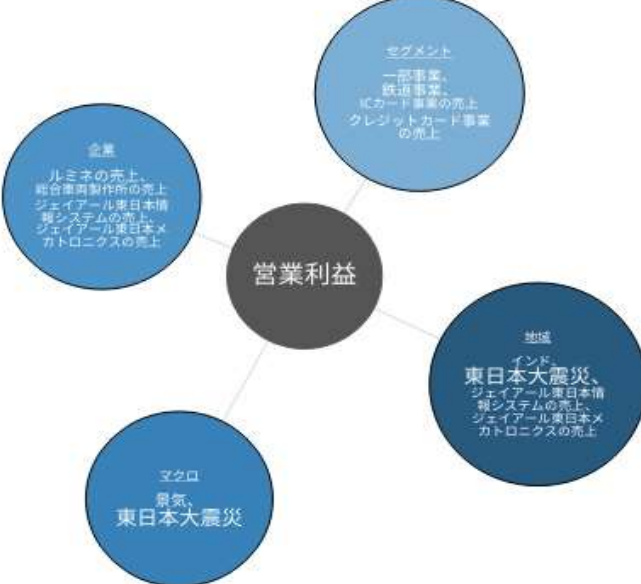 セグメント
一部事業、
鉄道事業、
ICカード事業の売上
クレジットカード事業
の売上
企業
ルミネの売上、
総合車両製作所の売上
ジェイアール東日本情
報システムの売上、
ジェイアール東日本メ
カトロニクスの売上
営業利益
地域
インド、
東日本大震災、
ジェイアール東日本情
報システムの売上、
ジェイアール東日本メ
カトロニクスの売上
マクロ
景気、
東日本大震災